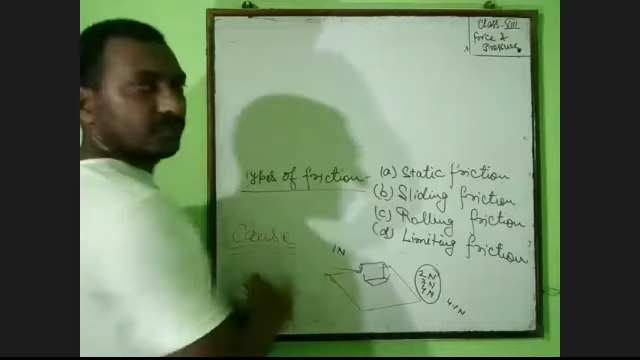 Class-VIII
Force &
Pressure
Types of friction - (a) Static friction
(b) Sliding friction
(c) Rolling friction
(d) Limiting friction
Cause
1N
2N
3N
4N